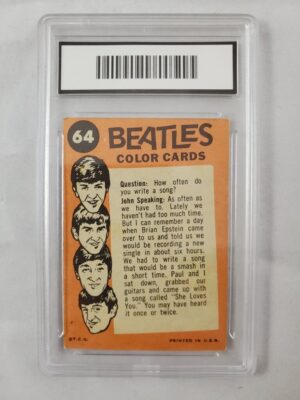 64
BEATLES
COLOR CARDS
Question: How often do
you write a song?
John Speaking: As often as
we have to. Lately we
haven't had too much time.
But I can remember a day
when Brian Epstein came
over to us and told us we
would be recording a new
single in about six hours.
We had to write a song
that would be a smash in
a short time. Paul and I
sat down, grabbed our
guitars and came up with
a song called "She Loves
You." You may have heard
it once or twice.
©T.C.G.
PRINTED IN U.S.A.